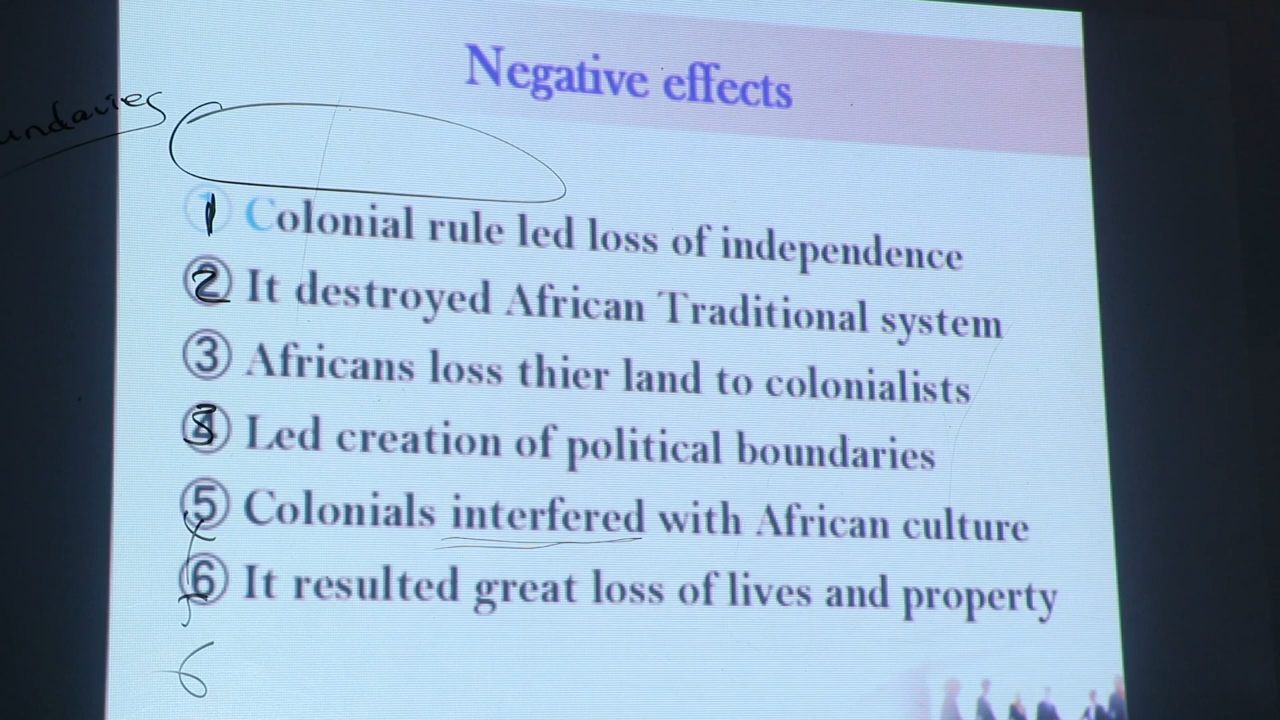 Negative effects
undaries
1 Colonial rule led loss of independence
2 It destroyed African Traditional system
3 Africans loss thier land to colonialists
4 Led creation of political boundaries
5 Colonials interfered with African culture
6 It resulted great loss of lives and property
6